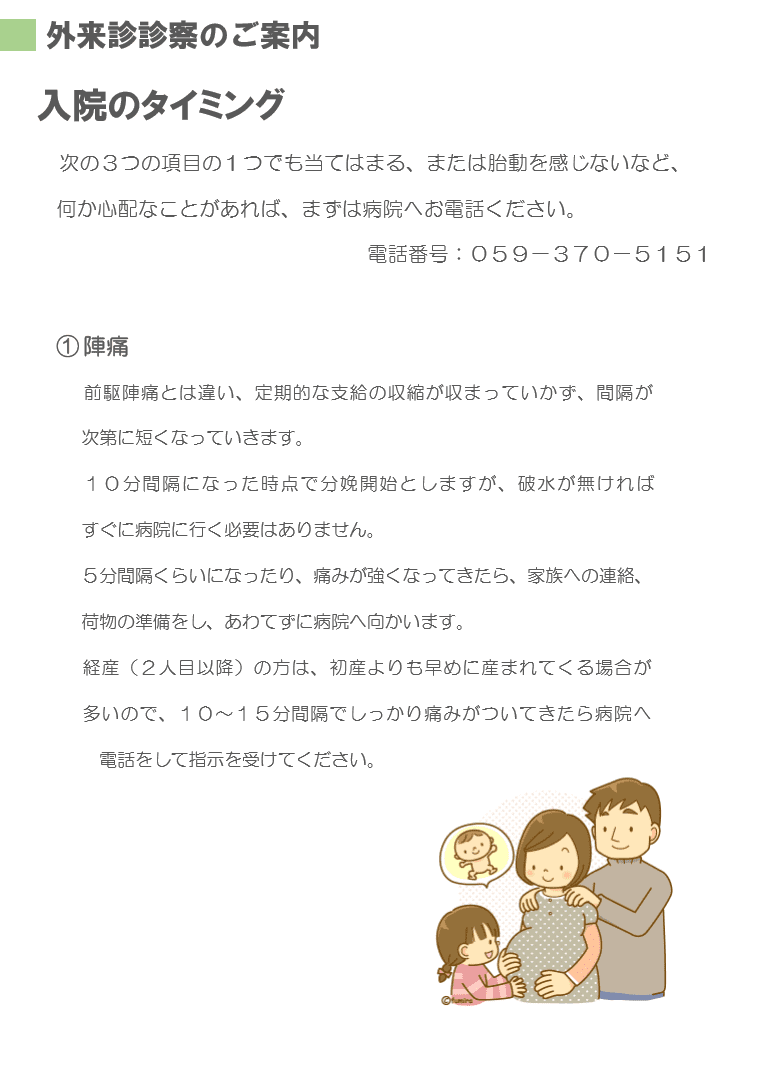 外来診診察のご案内
入院のタイミング
次の３つの項目の１つでも当てはまる、または胎動を感じないなど、
何か心配なことがあれば、まずは病院へお電話ください。
電話番号：０５９－３７０－５１５１
①陣痛
前駆陣痛とは違い、定期的な支給の収縮が収まっていかず、間隔が
次第に短くなっていきます。
１０分間隔になった時点で分娩開始としますが、破水が無ければ
すぐに病院に行く必要はありません。
５分間隔くらいになったり、痛みが強くなってきたら、家族への連絡、
荷物の準備をし、あわてずに病院へ向かいます。
経産（２人目以降）の方は、初産よりも早めに産まれてくる場合が
多いので、１０～１５分間隔でしっかり痛みがついてきたら病院へ
電話をして指示を受けてください。
©fumira